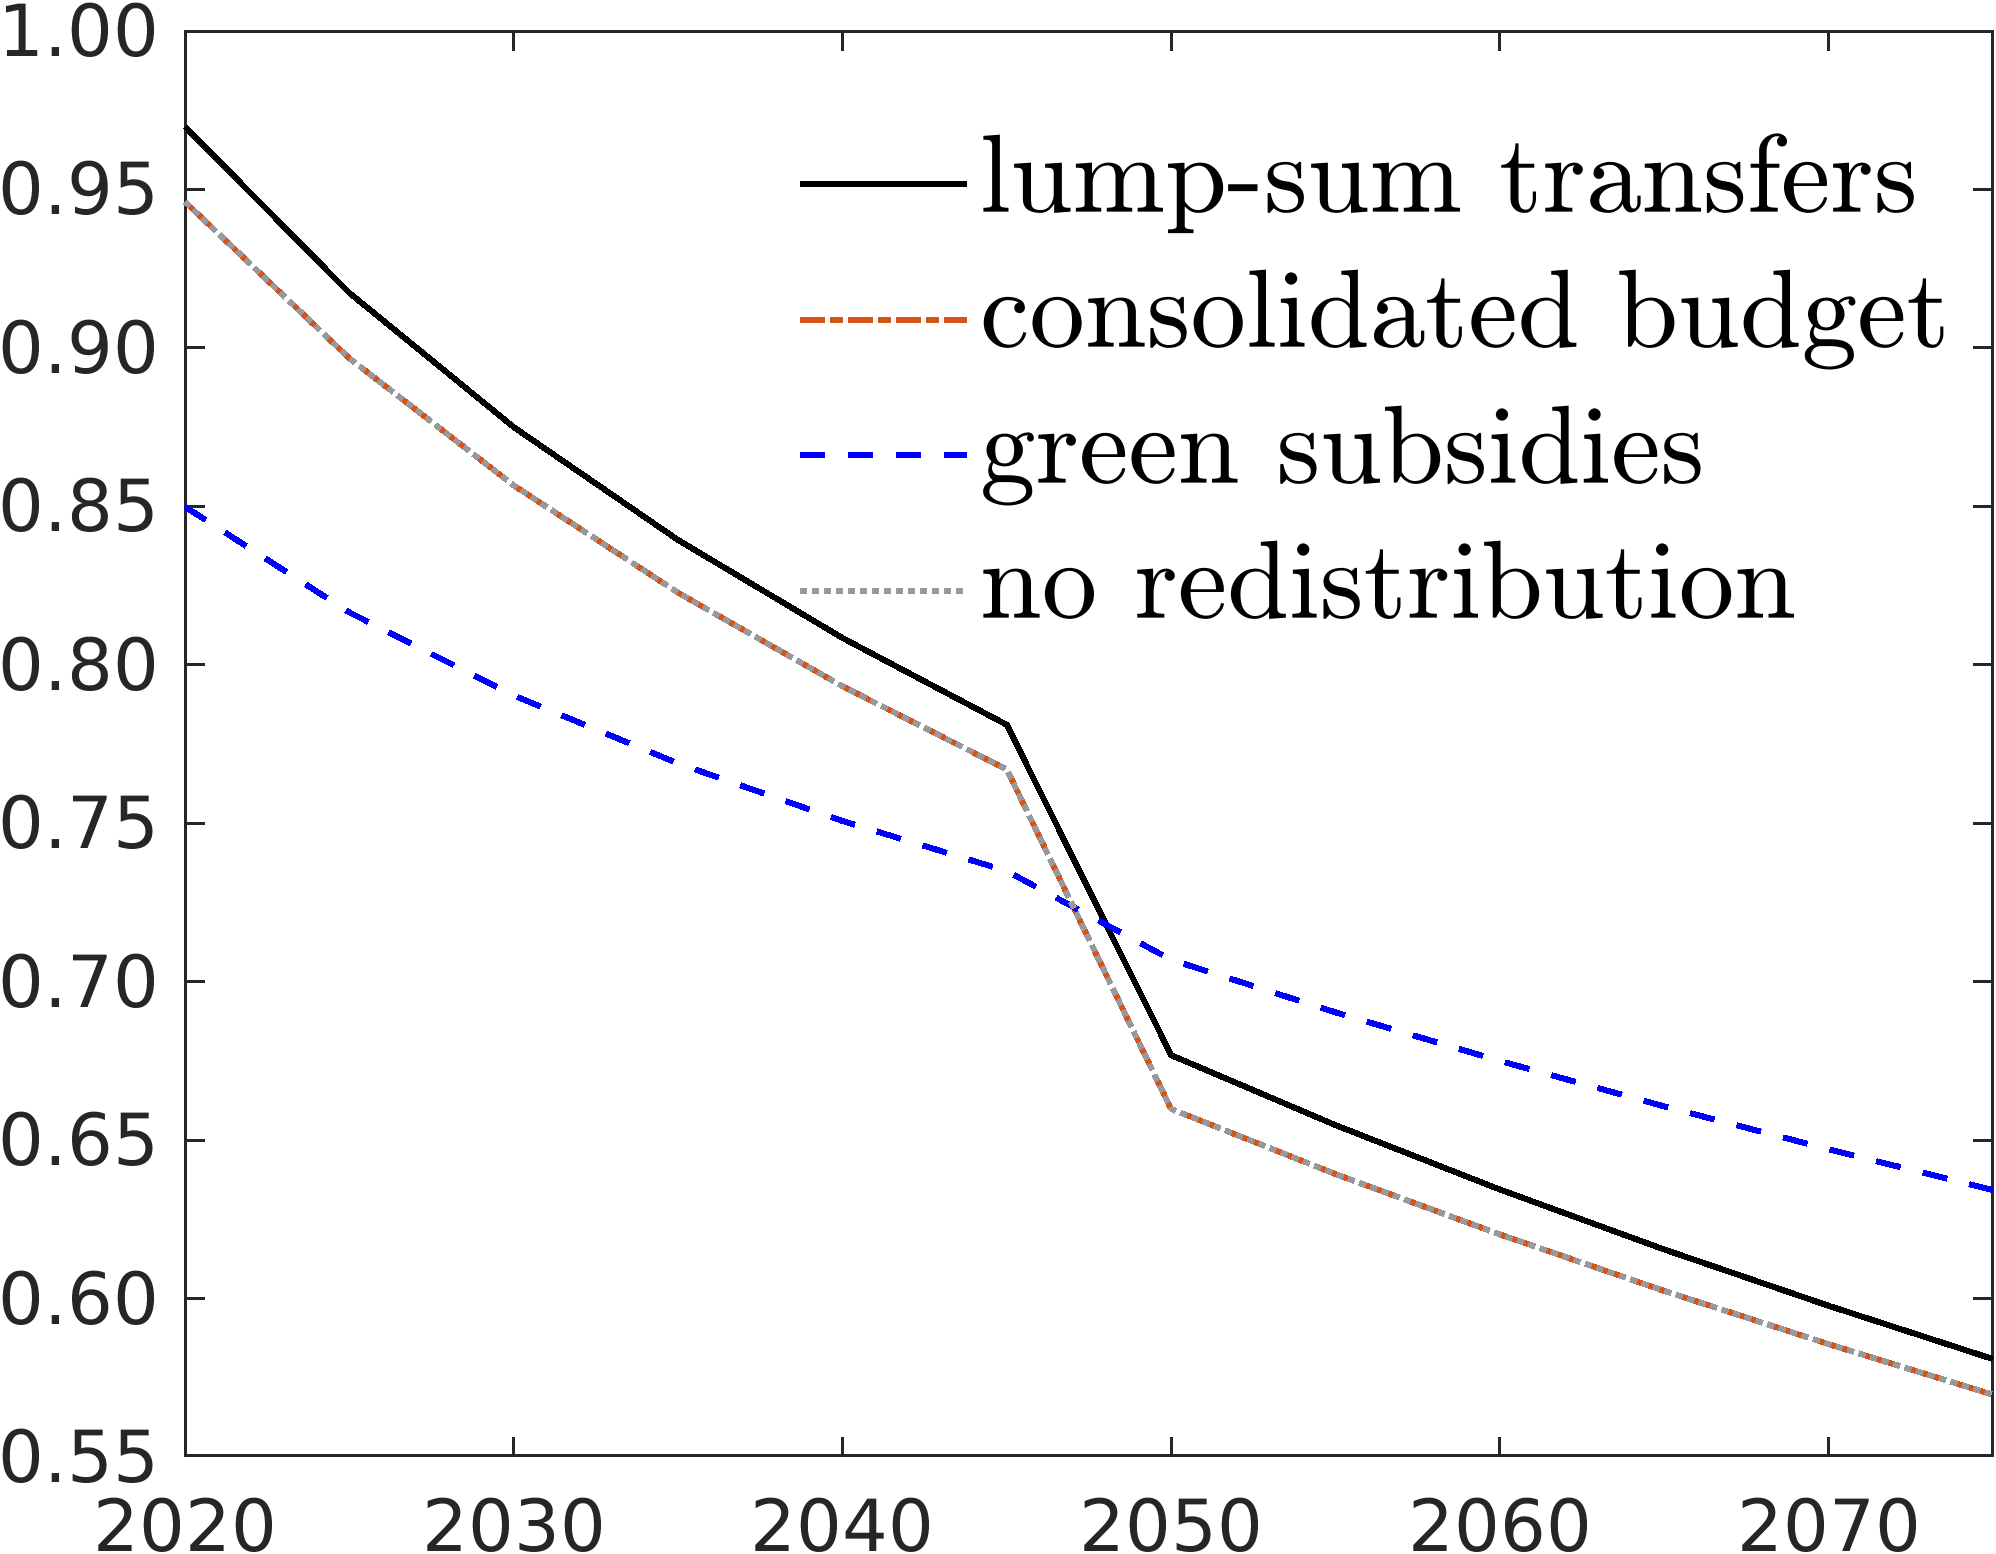 1.00
0.95
0.90
0.85
0.80
0.75
0.70
0.65
0.60
0.55
2020 2030 2040 2050 2060 2070
lump-sum transfers
consolidated budget
green subsidies
no redistribution